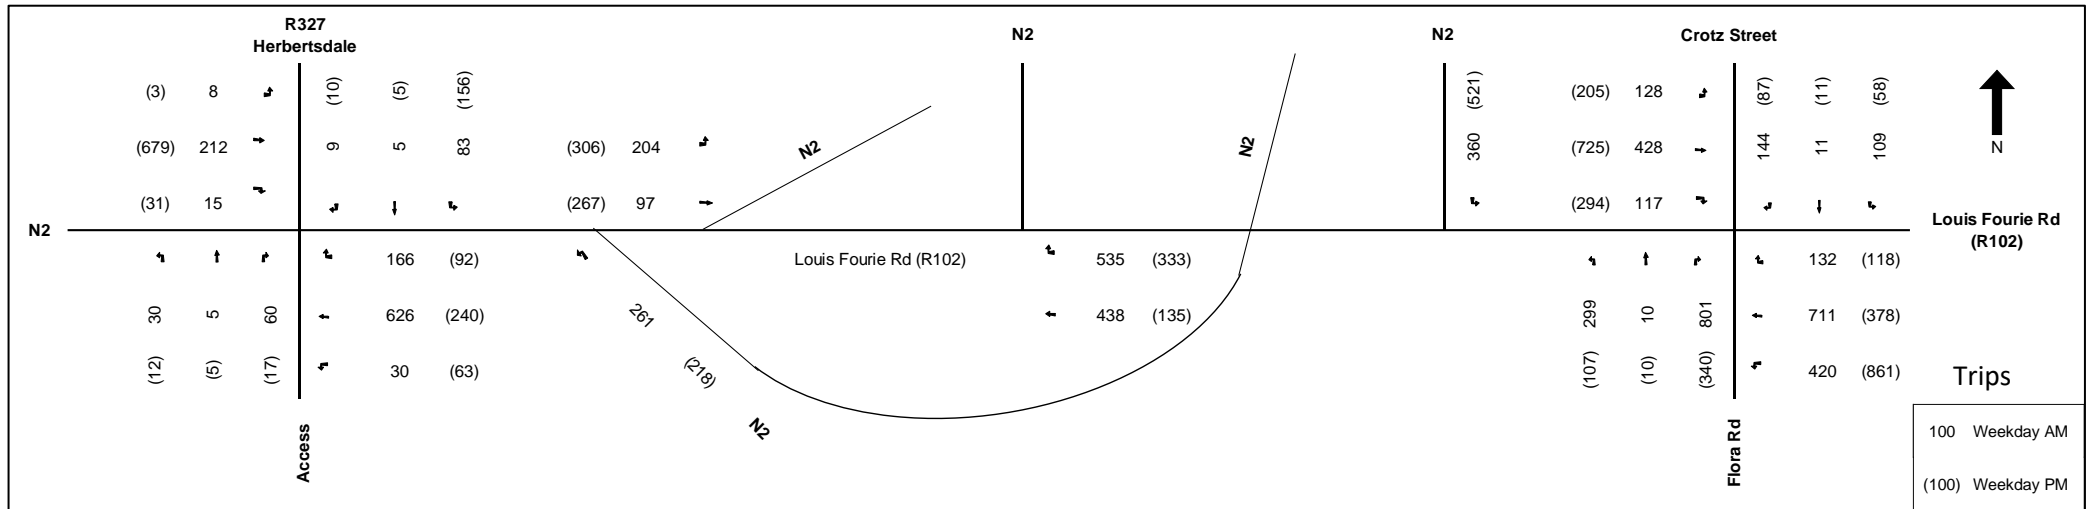 R327
Herbertsdale
N2
N2
Crotz Street
(3) 8 (10) (5) (156)
(521) (205) 128 (87) (11) (58)
(679) 212 9 5 83
(306) 204 N2 N2
360 (725) 428 144 11 109
N
(31) 15
(267) 97
(294) 117
N2
Louis Fourie Rd
(R102)
166 (92)
Louis Fourie Rd (R102)
535 (333)
132 (118)
30 5 60 626 (240)
261
438 (135)
299 10 801 711 (378)
(12) (5) (17) 30 (63)
(218)
(107) (10) (340) 420 (861)
Trips
N2
Access
Flora Rd
100 Weekday AM
(100) Weekday PM